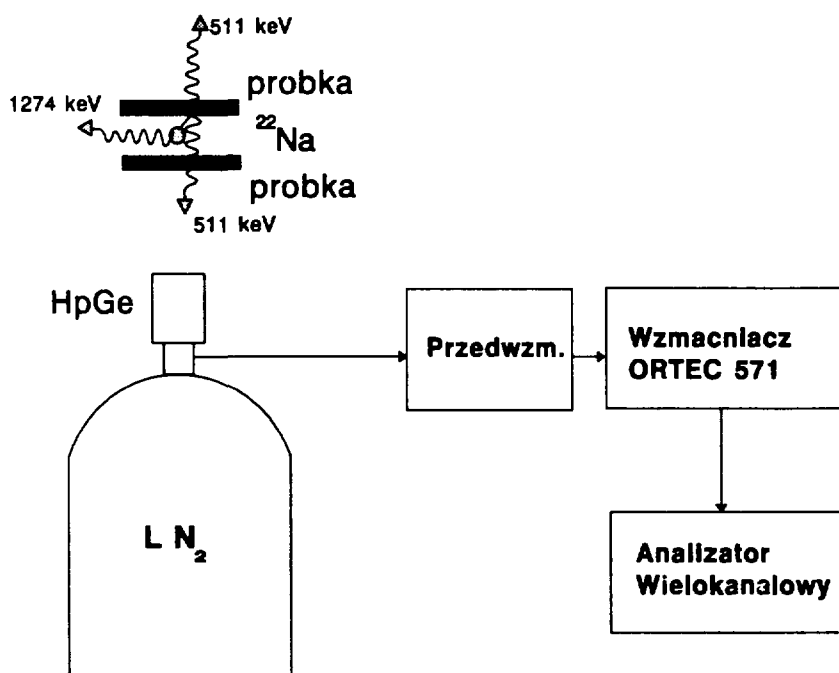 511 keV
probka
1274 keV
²²Na
probka
511 keV
HpGe
Przedwzm.
Wzmacniacz
ORTEC 571
L N₂
Analizator
Wielokanalowy